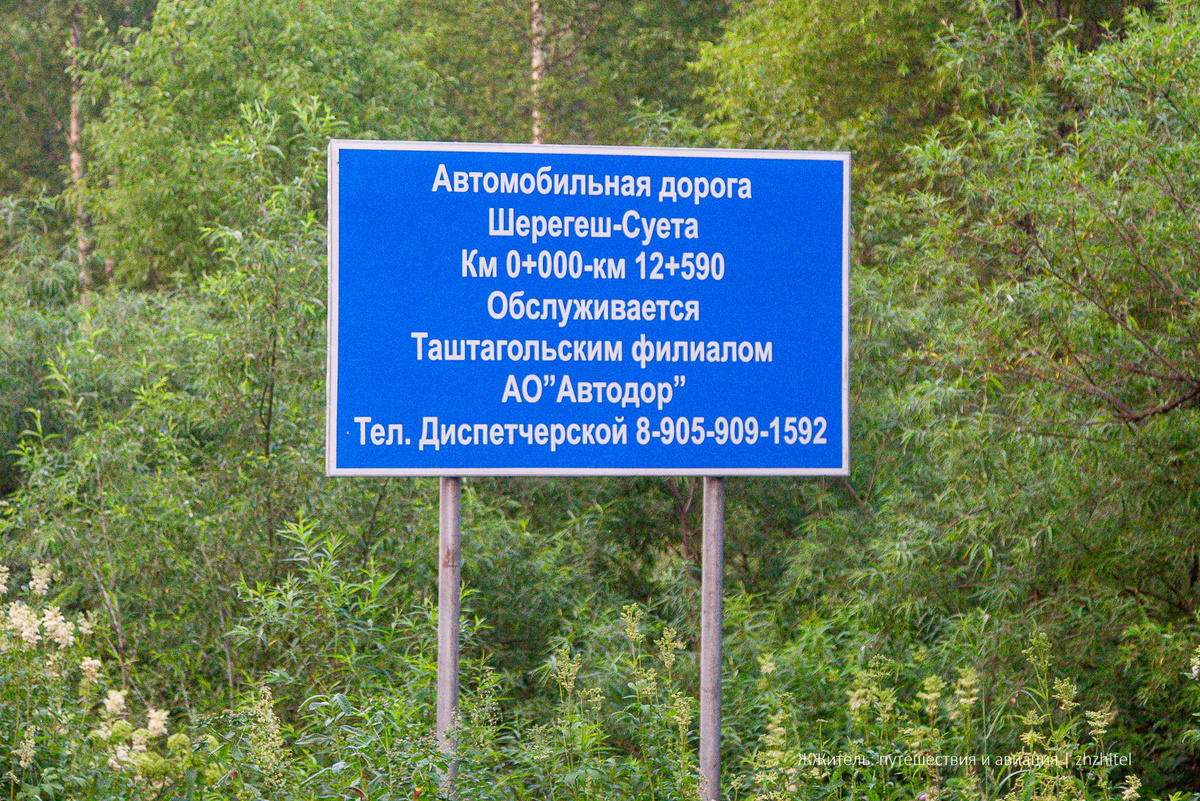 Автомобильная дорога
Шерегеш-Суета
Км 0+000-км 12+590
Обслуживается
Таштагольским филиалом
АО”Автодор”
Тел. Диспетчерской 8-905-909-1592
ЖЖитель: путешествия и авиация | zhzhitel